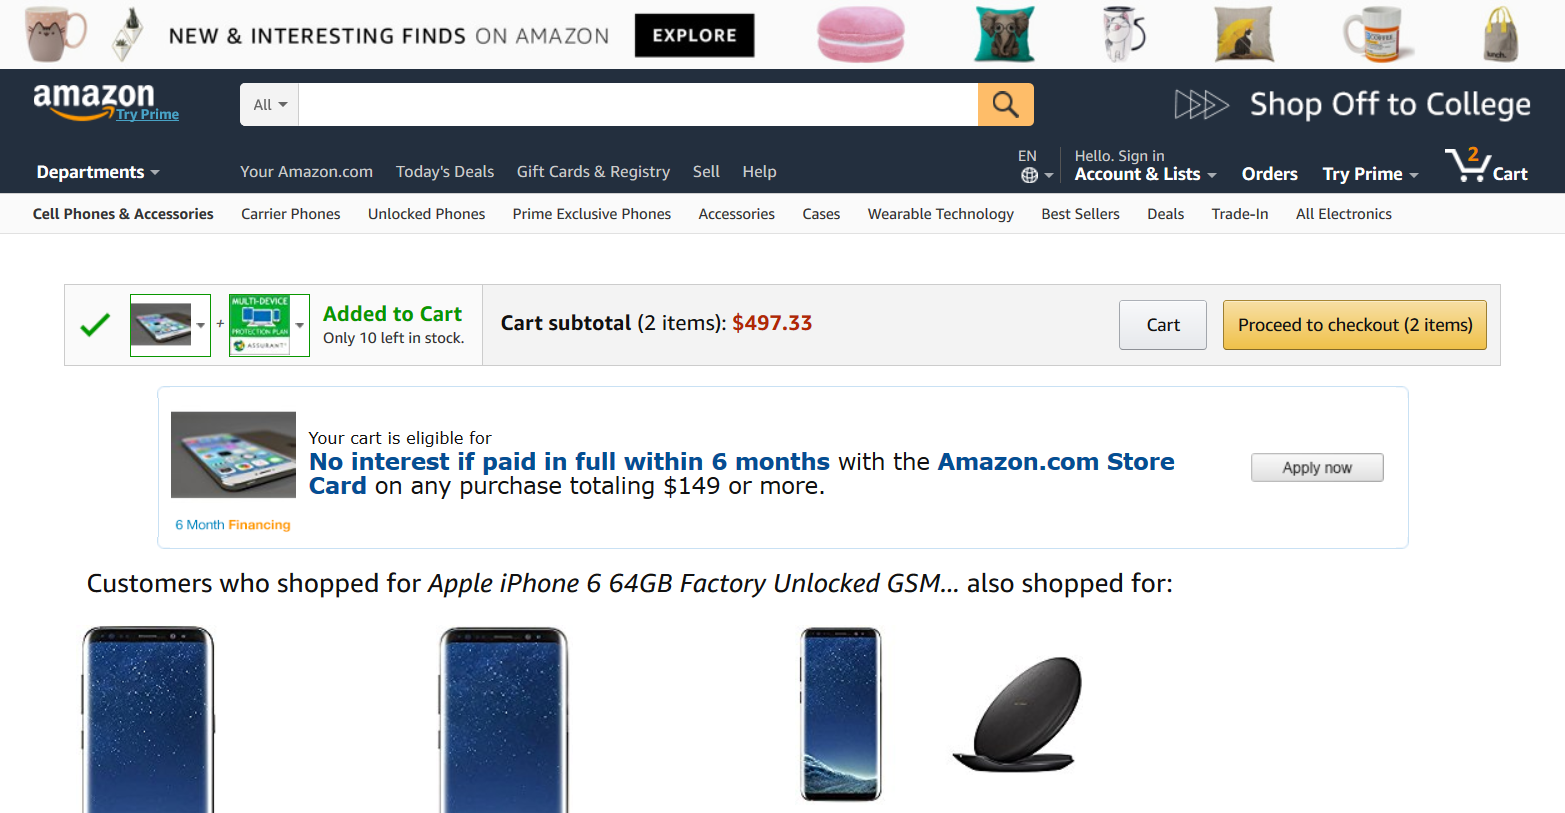 NEW & INTERESTING FINDS ON AMAZON EXPLORE
COFFEE
lunch.
amazon
Try Prime
All
Shop Off to College
Departments
Your Amazon.com Today's Deals Gift Cards & Registry Sell Help
EN
Hello. Sign in
Account & Lists
Orders
Try Prime
2
Cart
Cell Phones & Accessories Carrier Phones Unlocked Phones Prime Exclusive Phones Accessories Cases Wearable Technology Best Sellers Deals Trade-In All Electronics
+
MULTI-DEVICE
PROTECTION PLAN
ASSURANT
Added to Cart
Only 10 left in stock.
Cart subtotal (2 items): $497.33
Cart
Proceed to checkout (2 items)
Your cart is eligible for
No interest if paid in full within 6 months with the Amazon.com Store
Card on any purchase totaling $149 or more.
Apply now
6 Month Financing
Customers who shopped for Apple iPhone 6 64GB Factory Unlocked GSM... also shopped for: